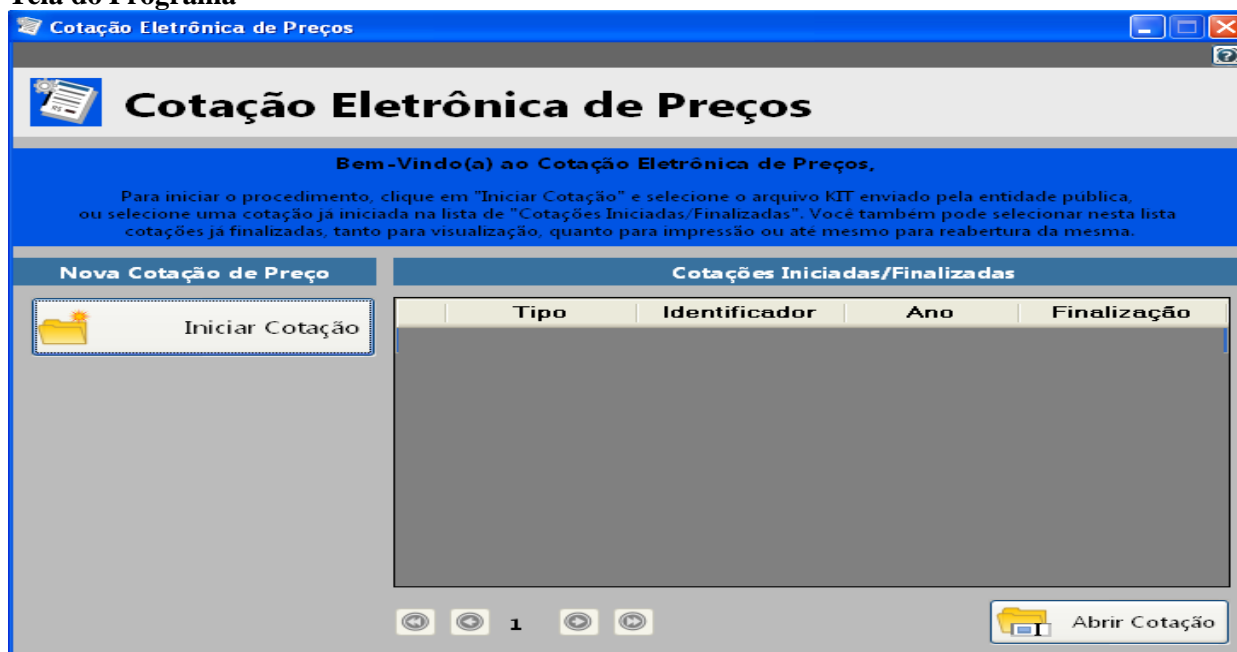 Tela do Programa
Cotação Eletrônica de Preços
Cotação Eletrônica de Preços
Bem-Vindo(a) ao Cotação Eletrônica de Preços,
Para iniciar o procedimento, clique em "Iniciar Cotação" e selecione o arquivo KIT enviado pela entidade pública,
ou selecione uma cotação já iniciada na lista de "Cotações Iniciadas/Finalizadas". Você também pode selecionar nesta lista
cotações já finalizadas, tanto para visualização, quanto para impressão ou até mesmo para reabertura da mesma.
Nova Cotação de Preço
Cotações Iniciadas/Finalizadas
Iniciar Cotação
Tipo Identificador Ano Finalização
1
Abrir Cotação